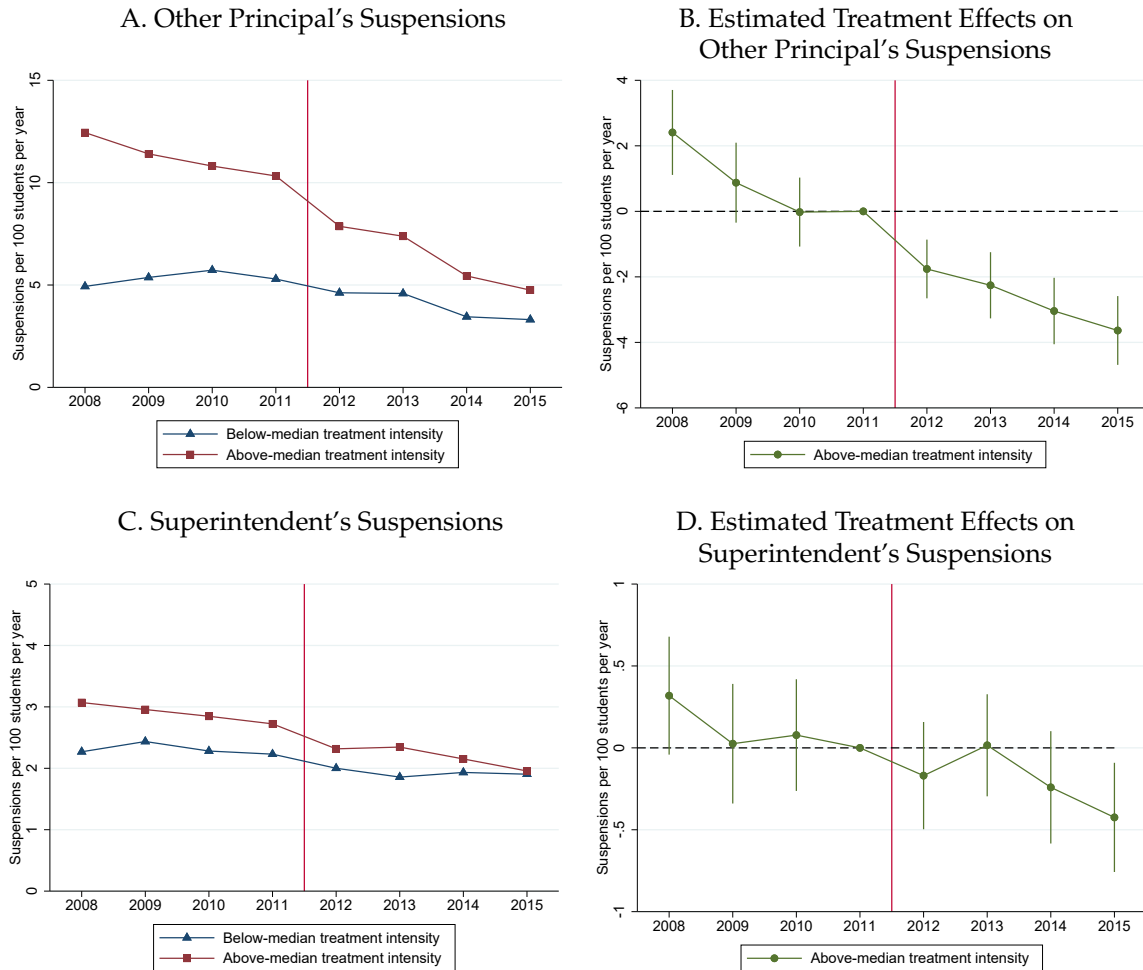 A. Other Principal's Suspensions
Suspensions per 100 students per year
15
10
5
0
2008 2009 2010 2011 2012 2013 2014 2015
Below-median treatment intensity
Above-median treatment intensity
B. Estimated Treatment Effects on
Other Principal's Suspensions
Suspensions per 100 students per year
4
2
0
-2
-4
-6
2008 2009 2010 2011 2012 2013 2014 2015
Above-median treatment intensity
C. Superintendent's Suspensions
Suspensions per 100 students per year
5
4
3
2
1
0
2008 2009 2010 2011 2012 2013 2014 2015
Below-median treatment intensity
Above-median treatment intensity
D. Estimated Treatment Effects on
Superintendent's Suspensions
Suspensions per 100 students per year
1
.5
0
-.5
-1
2008 2009 2010 2011 2012 2013 2014 2015
Above-median treatment intensity